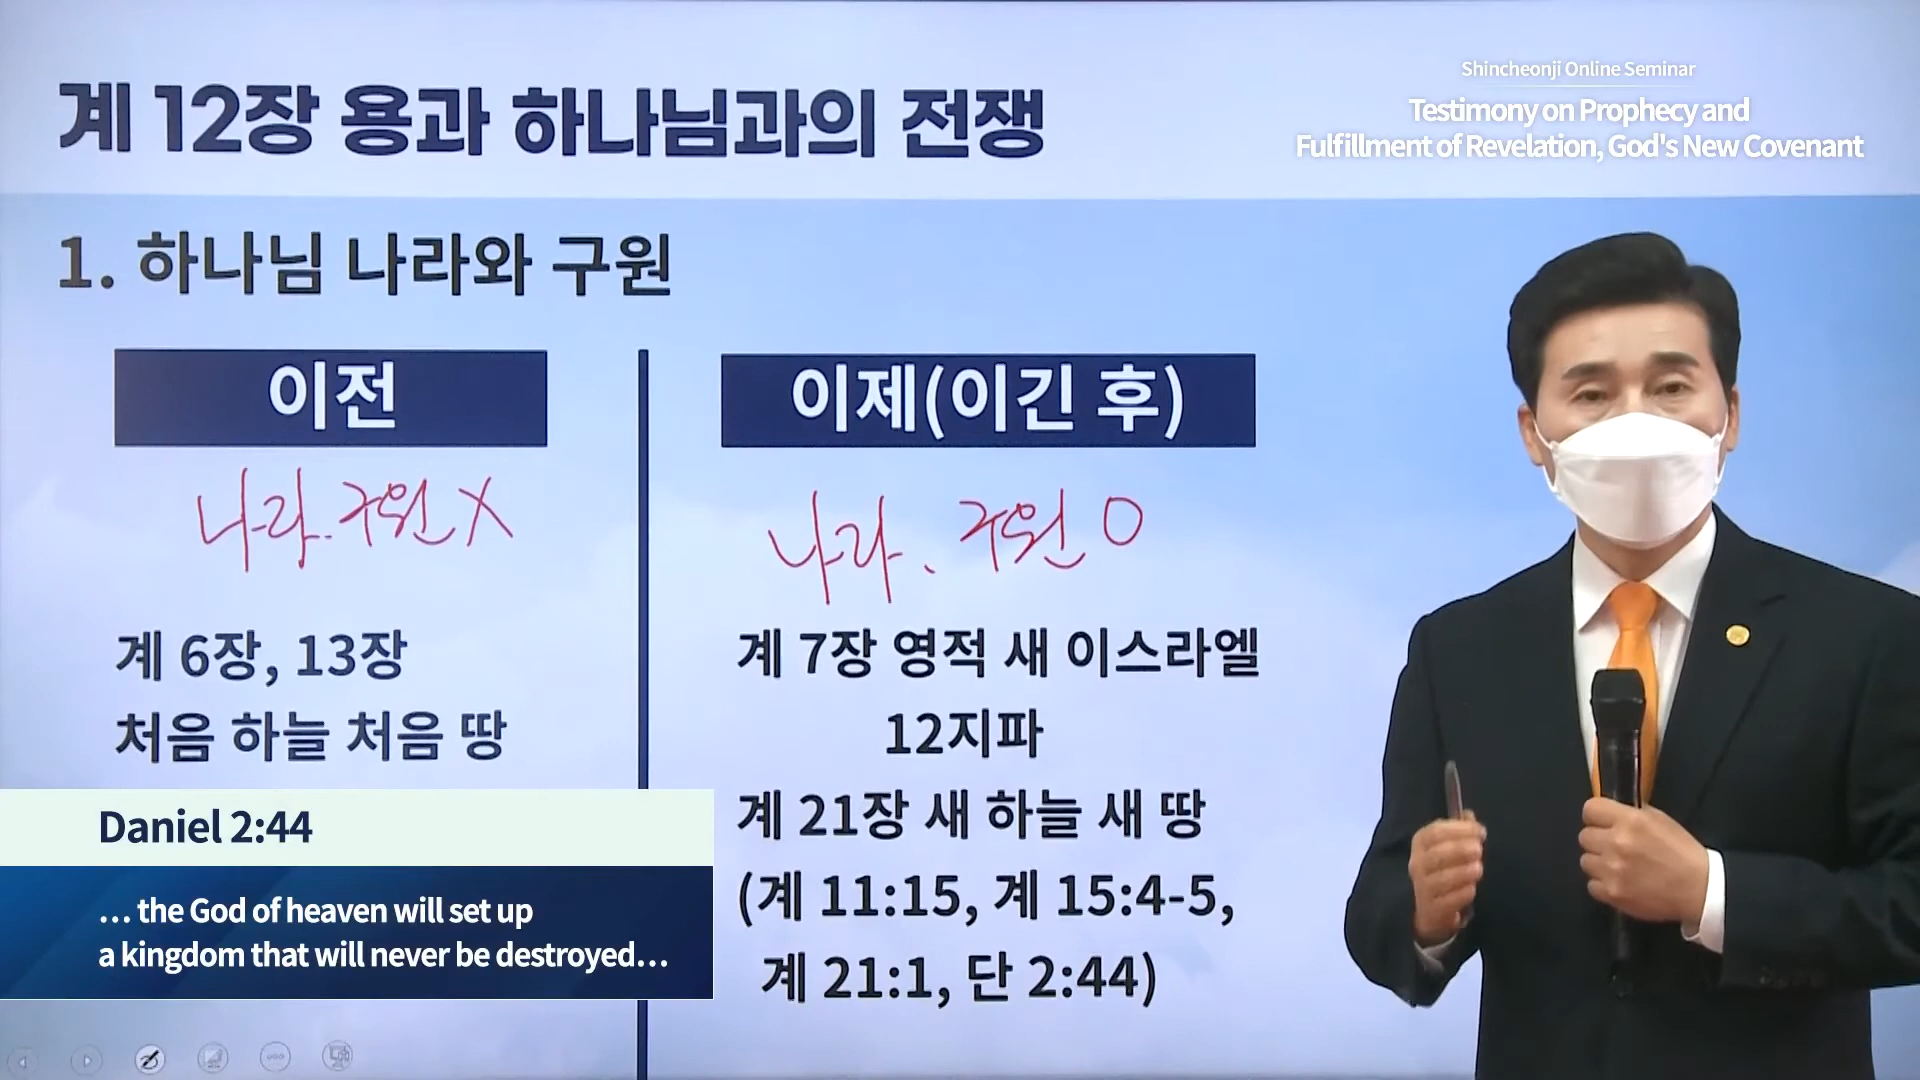 계 12장 용과 하나님과의 전쟁
Shincheonji Online Seminar
Testimony on Prophecy and
Fulfillment of Revelation, God's New Covenant
1. 하나님 나라와 구원
이전
나라.구원 X
계 6장, 13장
처음 하늘 처음 땅
이제(이긴 후)
나라. 구원 O
계 7장 영적 새 이스라엘
12지파
계 21장 새 하늘 새 땅
(계 11:15, 계 15:4-5,
계 21:1, 단 2:44)
Daniel 2:44
… the God of heaven will set up
a kingdom that will never be destroyed…